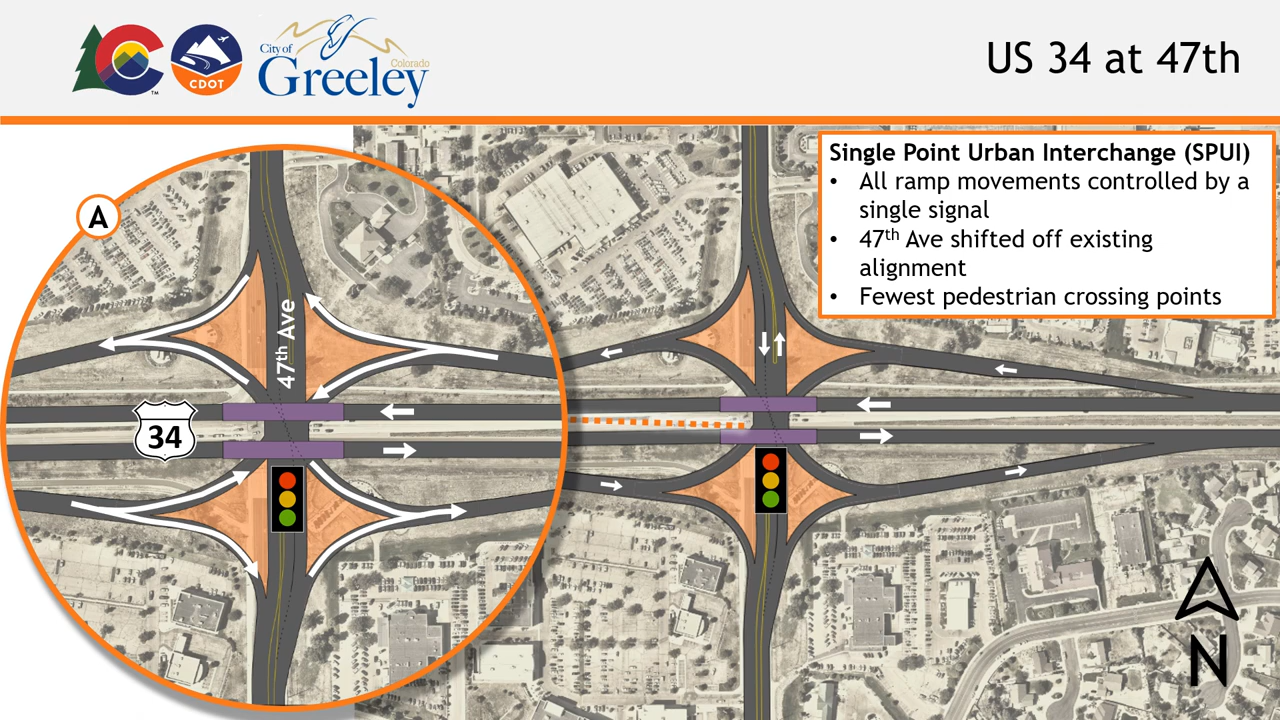 CDOT
TM
City of
Greeley
Colorado
US 34 at 47th
Single Point Urban Interchange (SPUI)
• All ramp movements controlled by a
single signal
• 47th Ave shifted off existing
alignment
• Fewest pedestrian crossing points
A
47th Ave
34
N